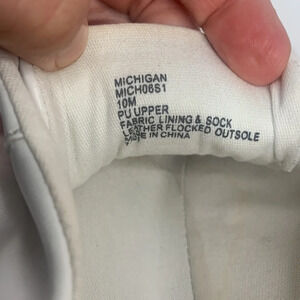 MICHIGAN
MICH06S1
10M
PU UPPER
FABRIC LINING & SOCK
LEATHER FLOCKED OUTSOLE
MADE IN CHINA